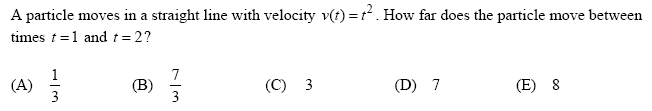 A particle moves in a straight line with velocity v(t) = t². How far does the particle move between
times t = 1 and t = 2?
(A) 1/3 (B) 7/3 (C) 3 (D) 7 (E) 8